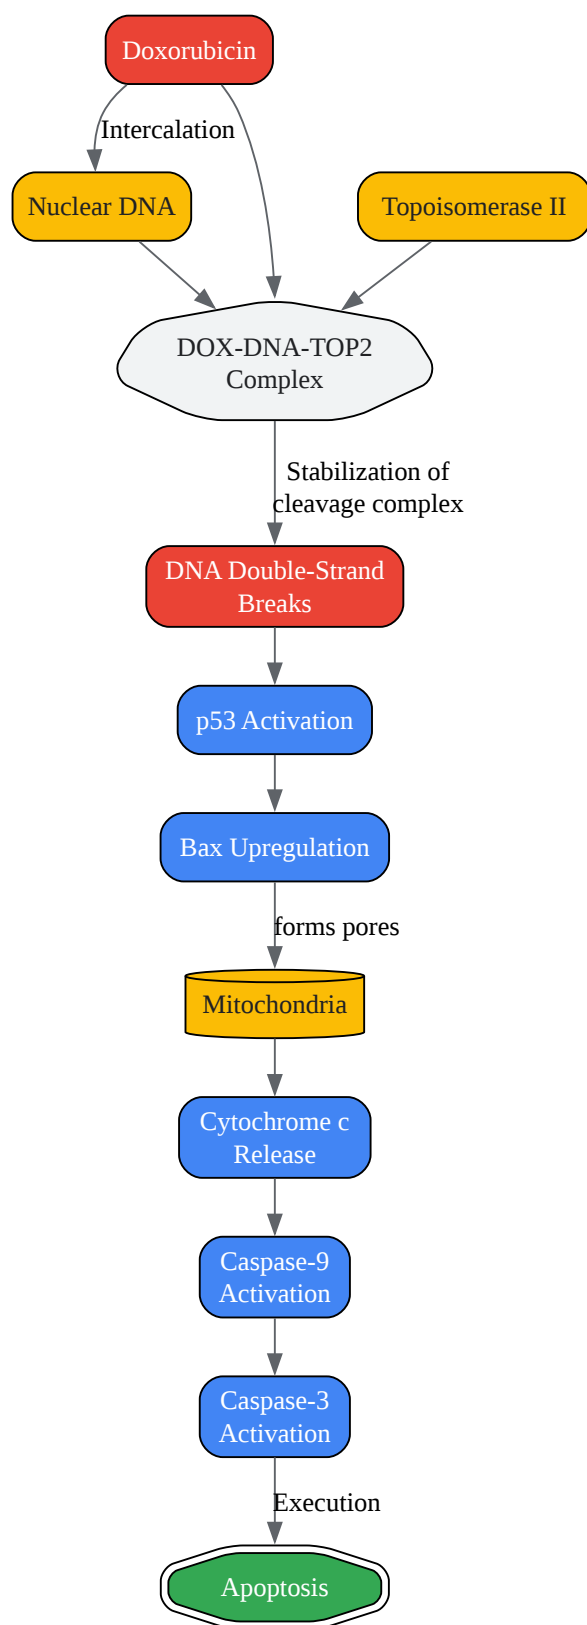 Doxorubicin
Intercalation
Nuclear DNA
Topoisomerase II
DOX-DNA-TOP2
Complex
Stabilization of
cleavage complex
DNA Double-Strand
Breaks
p53 Activation
Bax Upregulation
forms pores
Mitochondria
Cytochrome c
Release
Caspase-9
Activation
Caspase-3
Activation
Execution
Apoptosis